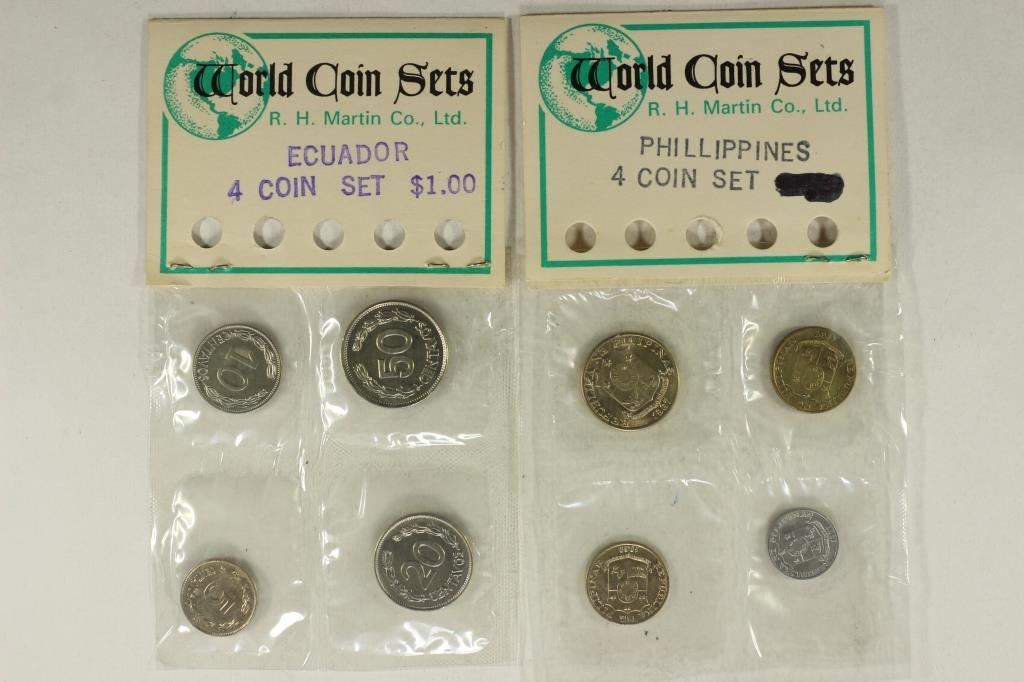 World Coin Sets
R. H. Martin Co., Ltd.
ECUADOR
4 COIN SET $1.00
World Coin Sets
R. H. Martin Co., Ltd.
PHILLIPPINES
4 COIN SET
10
CENTAVOS
50
CENTAVOS
5
20
CENTAVOS